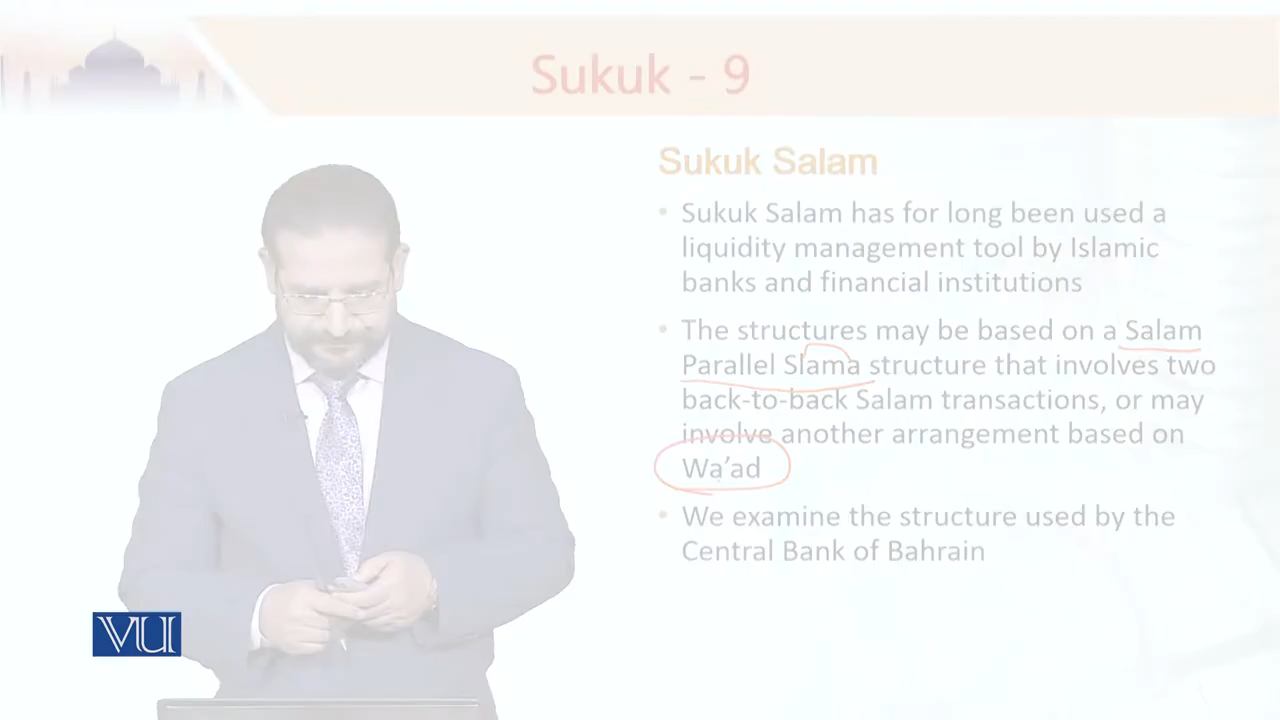 Sukuk - 9
Sukuk Salam
• Sukuk Salam has for long been used a
liquidity management tool by Islamic
banks and financial institutions
• The structures may be based on a Salam
Parallel Slama structure that involves two
back-to-back Salam transactions, or may
involve another arrangement based on
Wa’ad
• We examine the structure used by the
Central Bank of Bahrain
VU